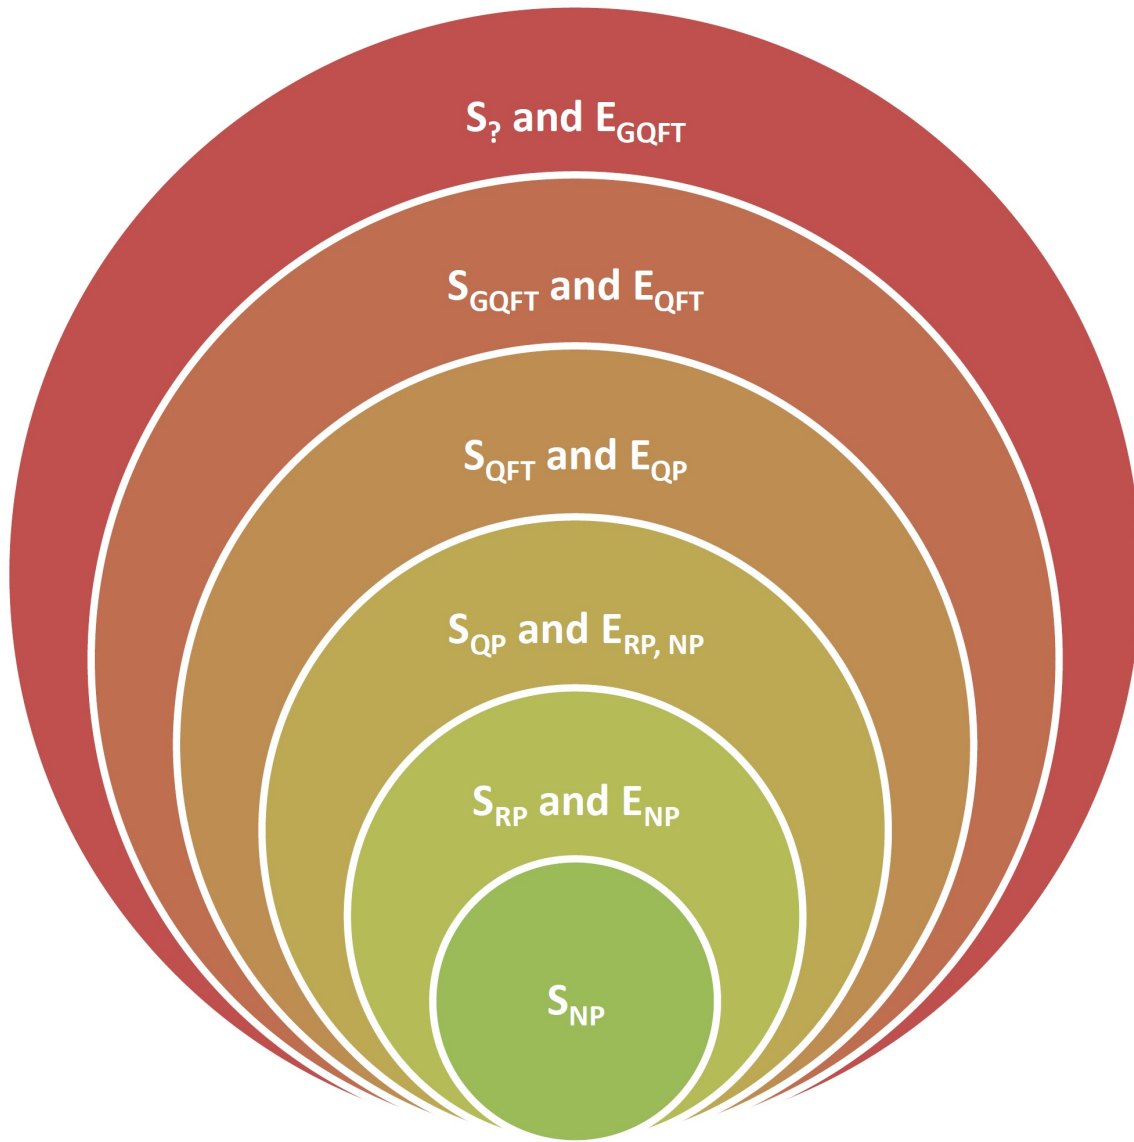 S? and EGQFT
SGQFT and EQFT
SQFT and EQP
SQP and ERP, NP
SRP and ENP
SNP